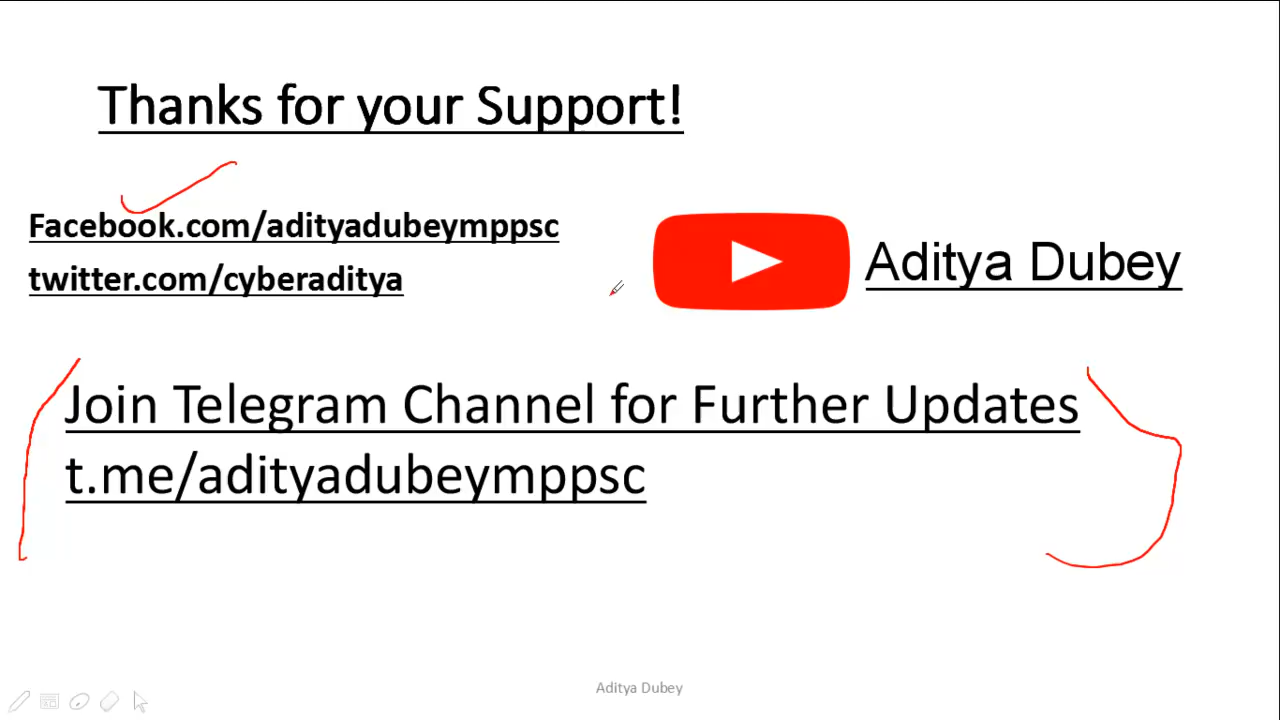 Thanks for your Support!
Facebook.com/adityadubeymppsc
twitter.com/cyberaditya
Aditya Dubey
Join Telegram Channel for Further Updates
t.me/adityadubeymppsc
Aditya Dubey